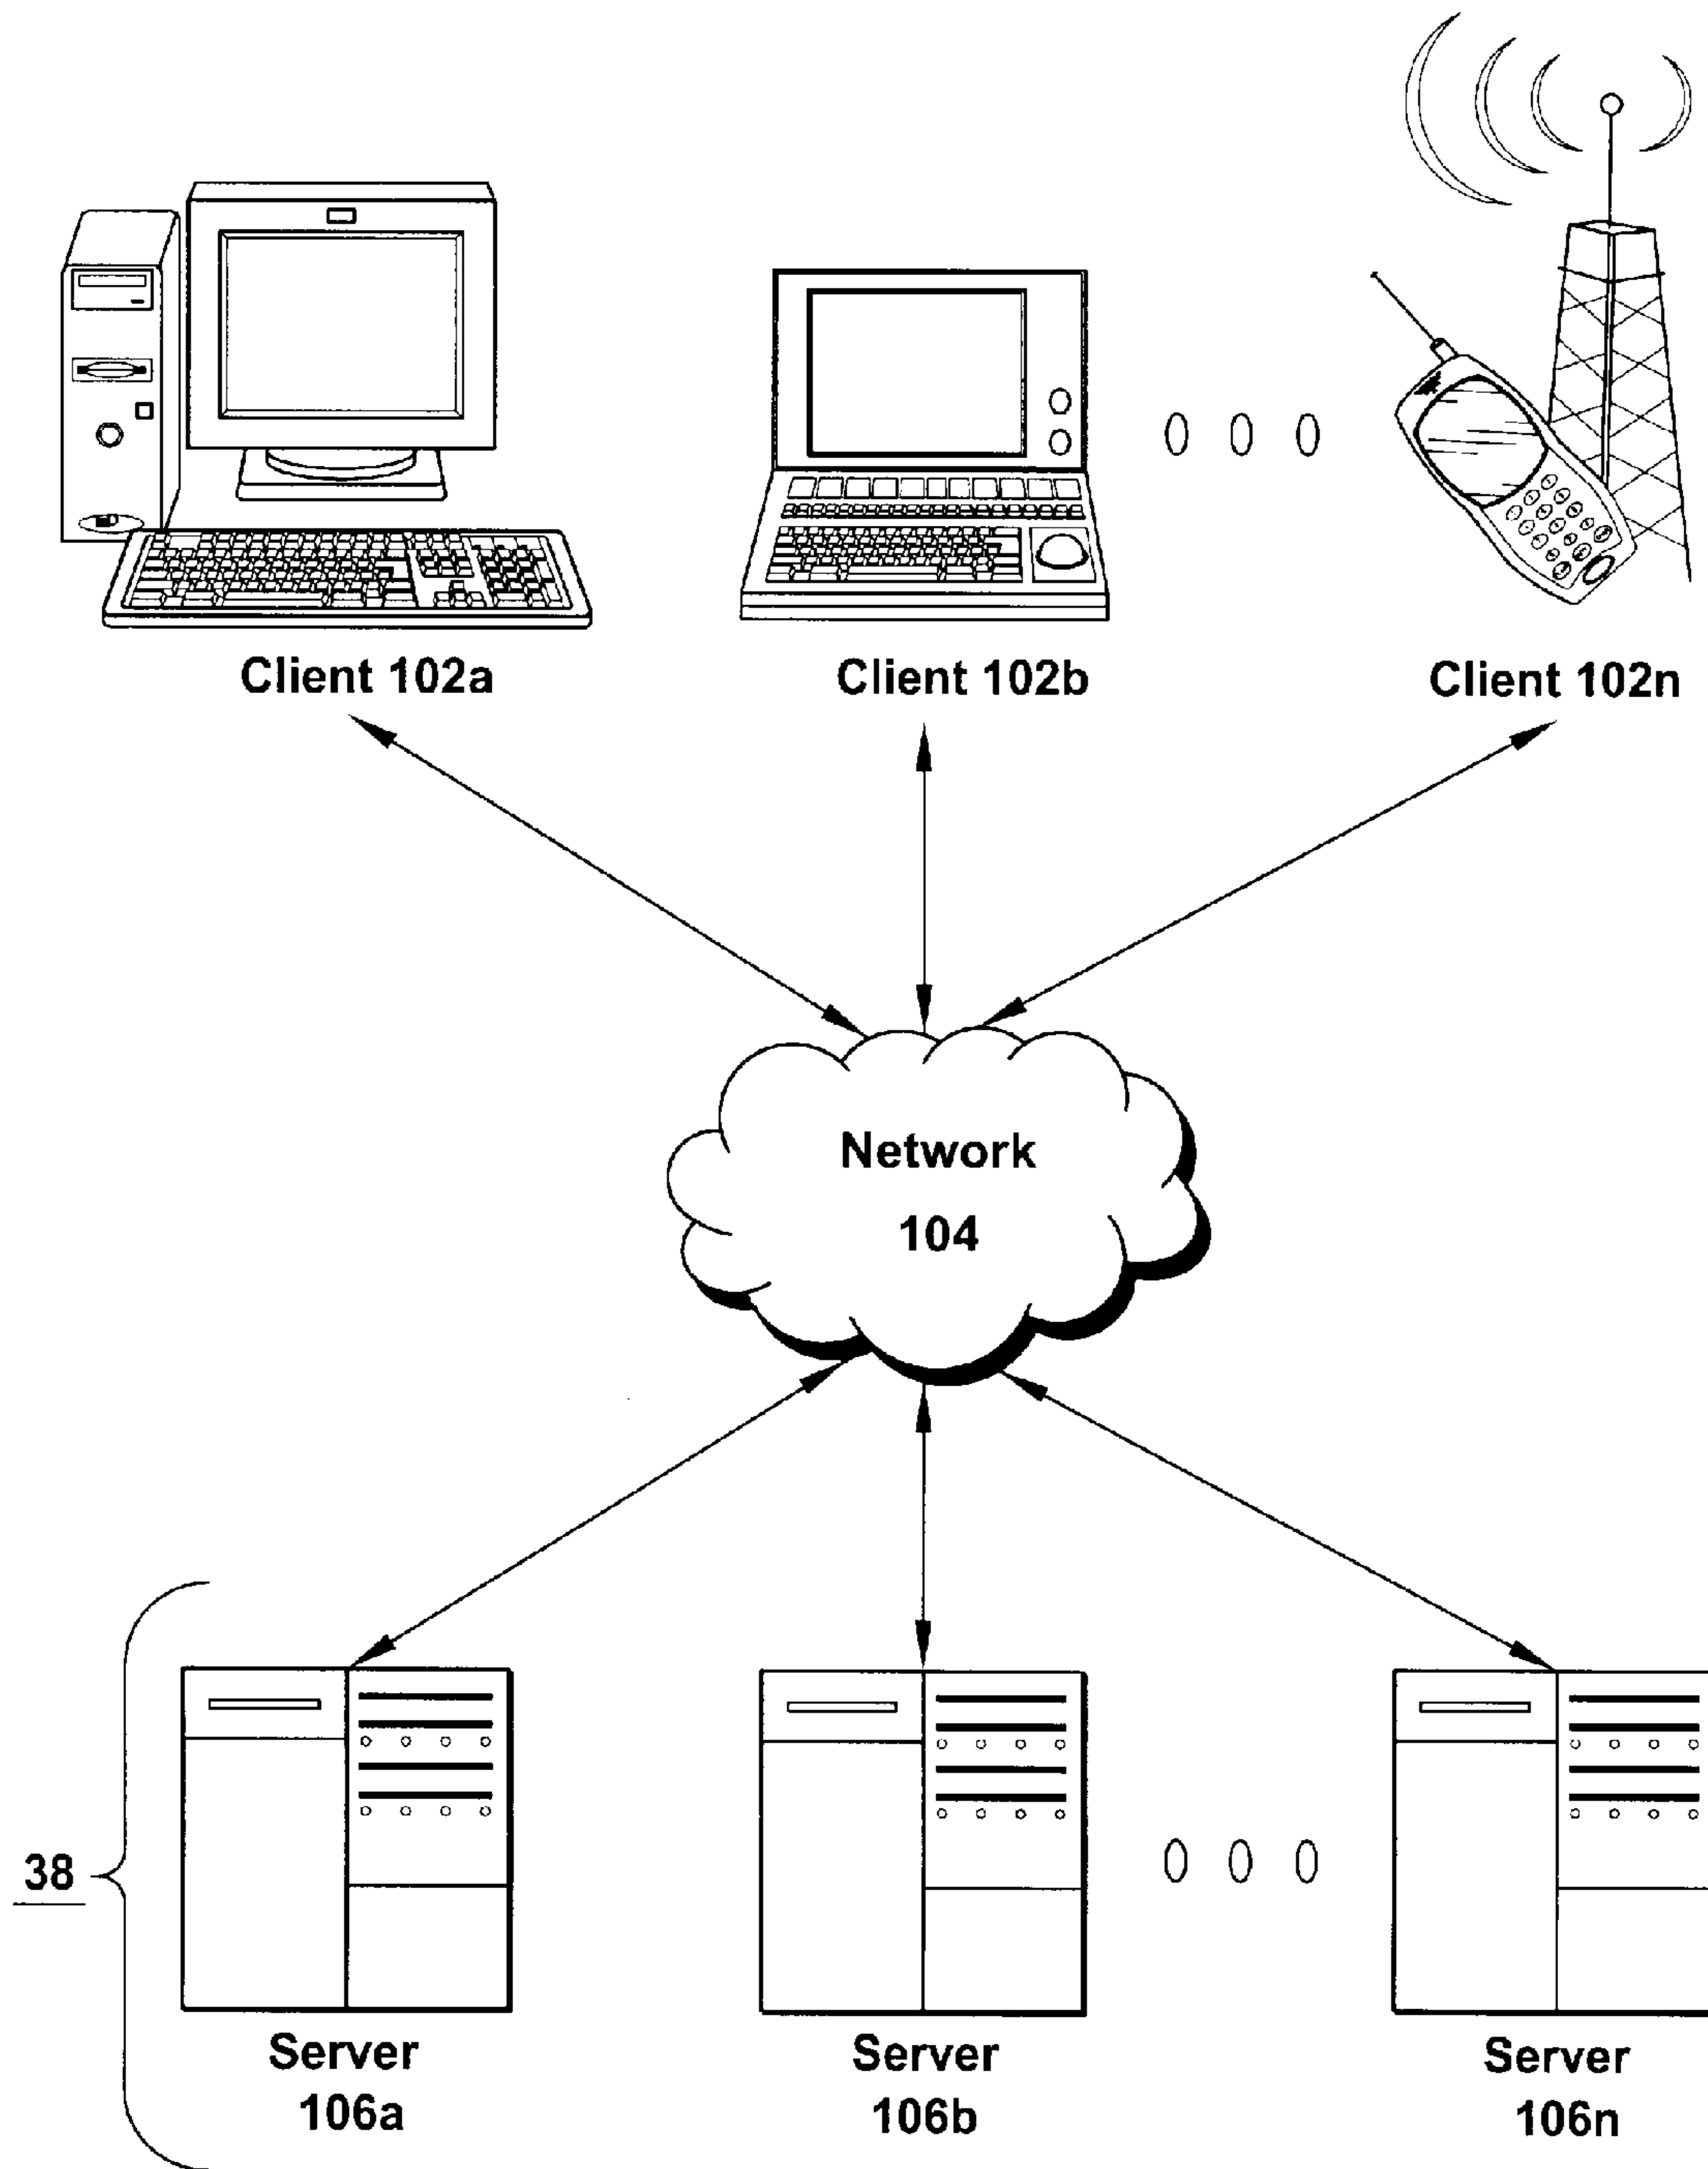 Client 102a
Client 102b
Client 102n
Network
104
38
Server
106a
Server
106b
Server
106n